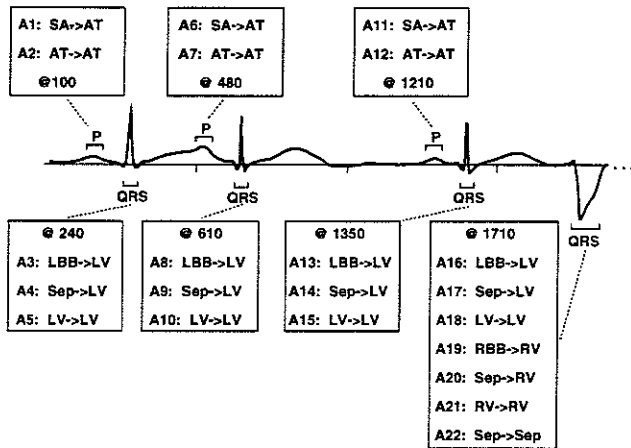 A1: SA->AT
A2: AT->AT
@100
A6: SA->AT
A7: AT->AT
@ 480
A11: SA->AT
A12: AT->AT
@ 1210
P
P
P
QRS
QRS
QRS
QRS
@ 240
A3: LBB->LV
A4: Sep->LV
A5: LV->LV
@ 610
A8: LBB->LV
A9: Sep->LV
A10: LV->LV
@ 1350
A13: LBB->LV
A14: Sep->LV
A15: LV->LV
@ 1710
A16: LBB->LV
A17: Sep->LV
A18: LV->LV
A19: RBB->RV
A20: Sep->RV
A21: RV->RV
A22: Sep->Sep